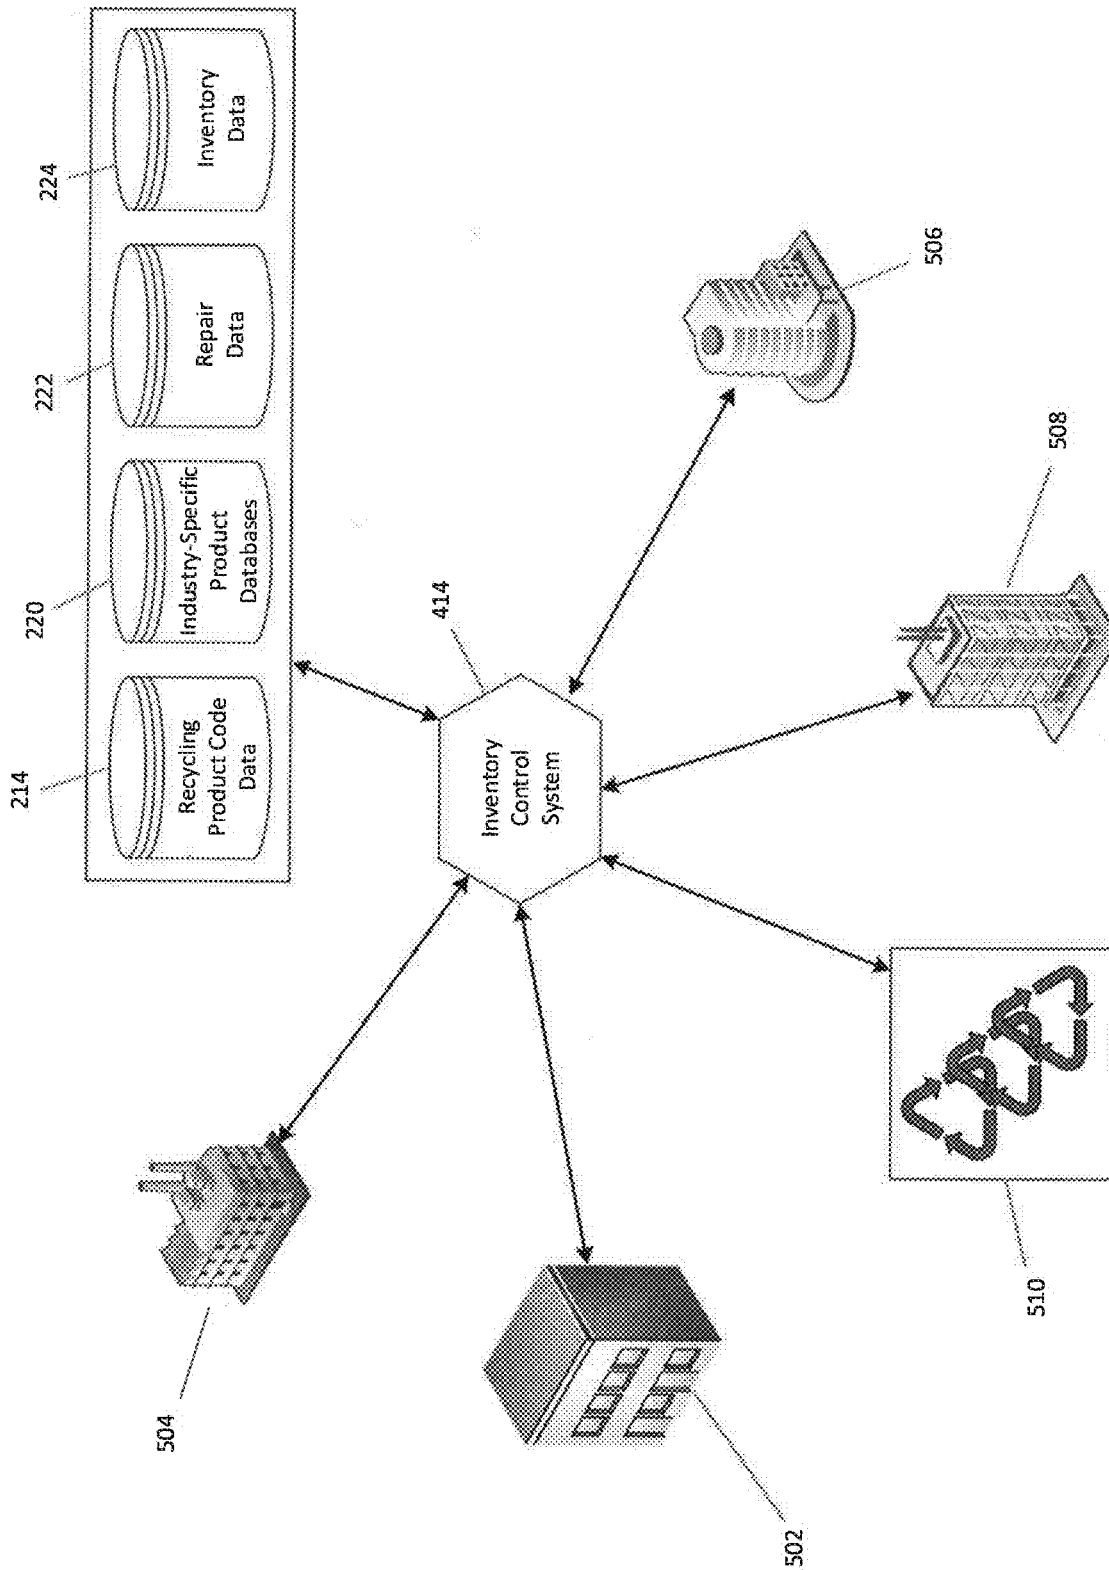 214
220
222
224
Recycling
Product Code
Data
Industry-Specific
Product
Databases
Repair
Data
Inventory
Data
504
414
Inventory
Control
System
502
506
510
508